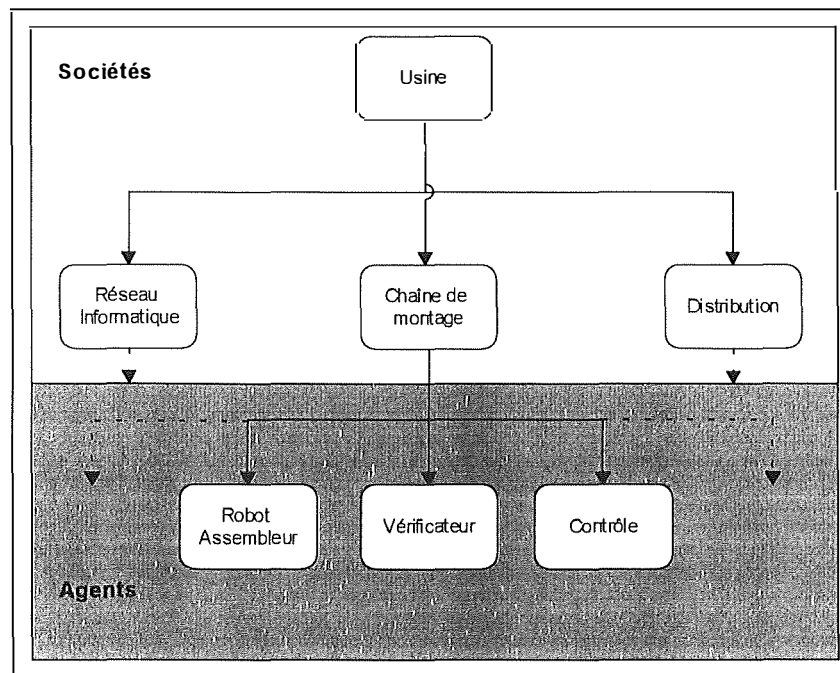 Sociétés
Usine
Réseau
Informatique
Chaîne de
montage
Distribution
Robot
Assembleur
Vérificateur
Contrôle
Agents